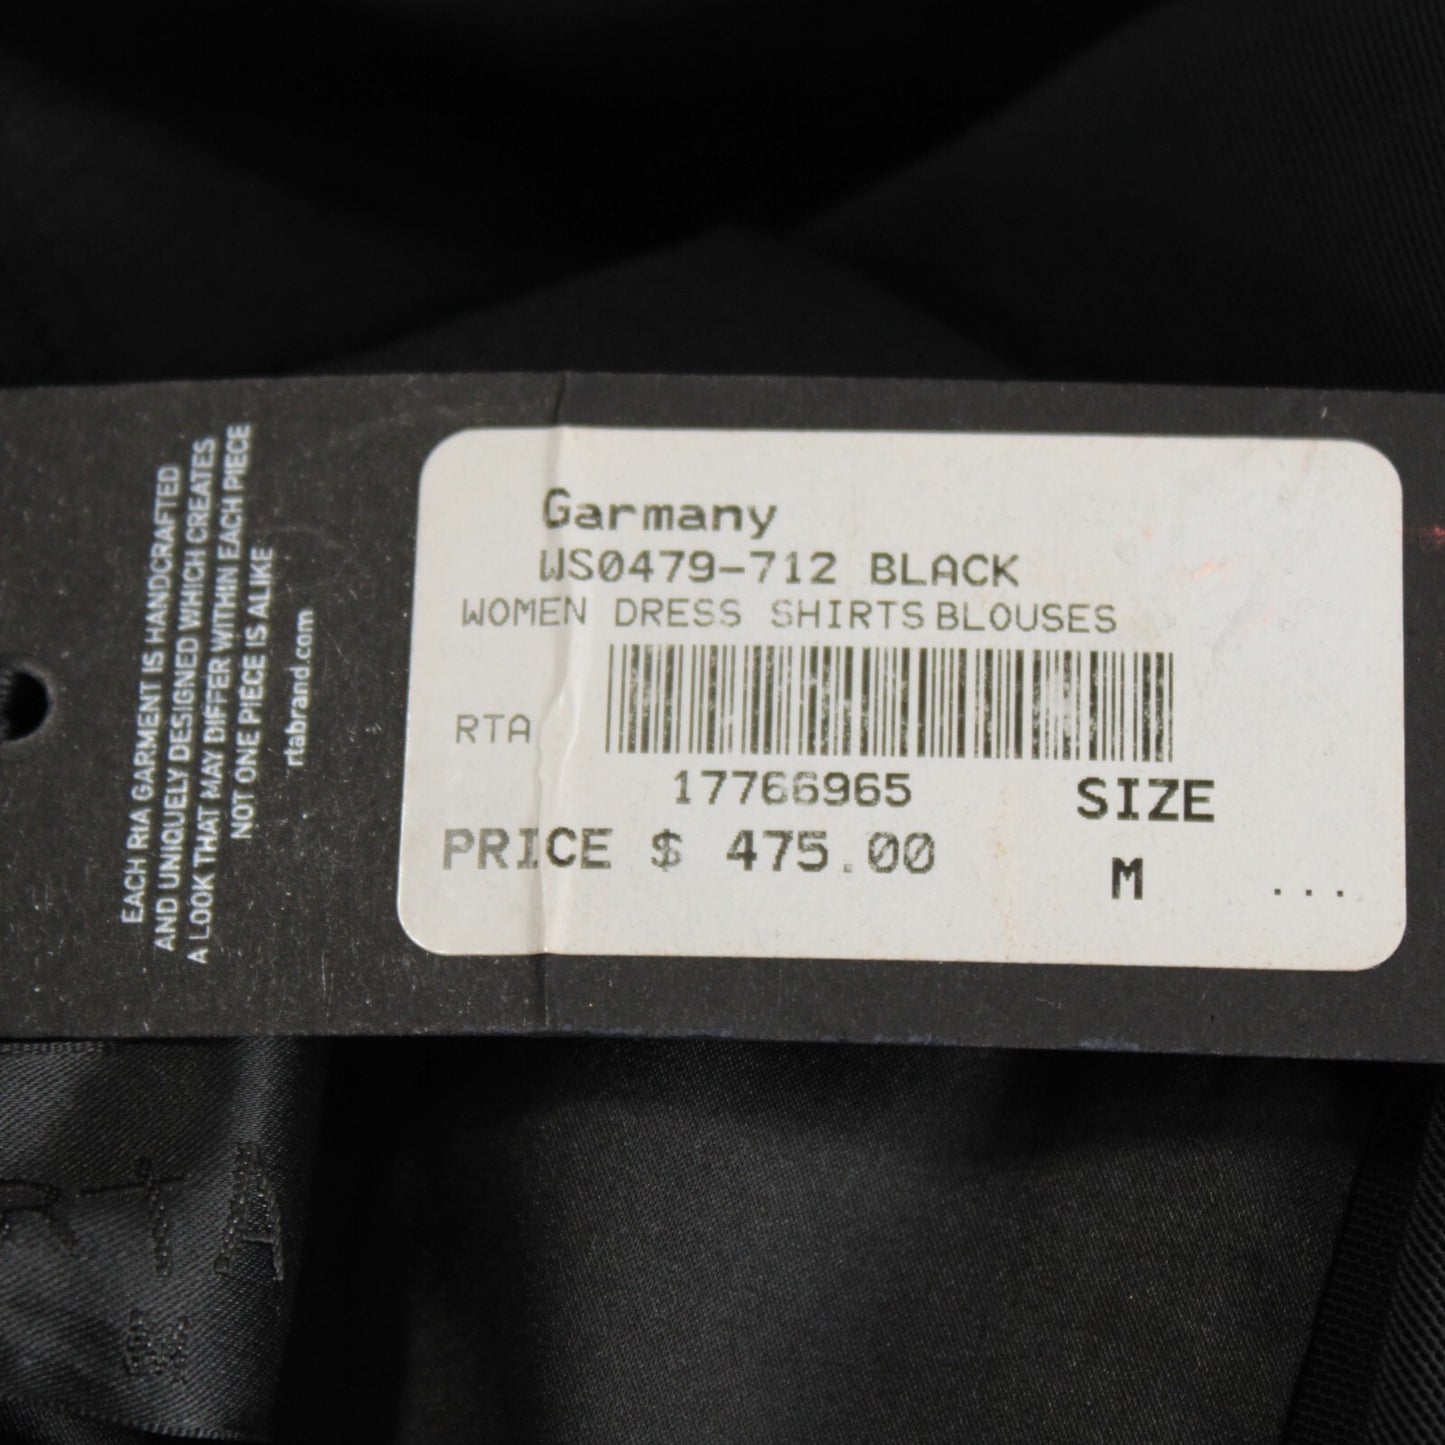 EACH RtA GARMENT IS HANDCRAFTED
AND UNIQUELY DESIGNED WHICH CREATES
A LOOK THAT MAY DIFFER WITHIN EACH PIECE
NOT ONE PIECE IS ALIKE
rtabrand.com
Garmany
WS0479-712 BLACK
WOMEN DRESS SHIRTS BLOUSES
RTA
17766965
SIZE
PRICE $ 475.00
M
...
RtA